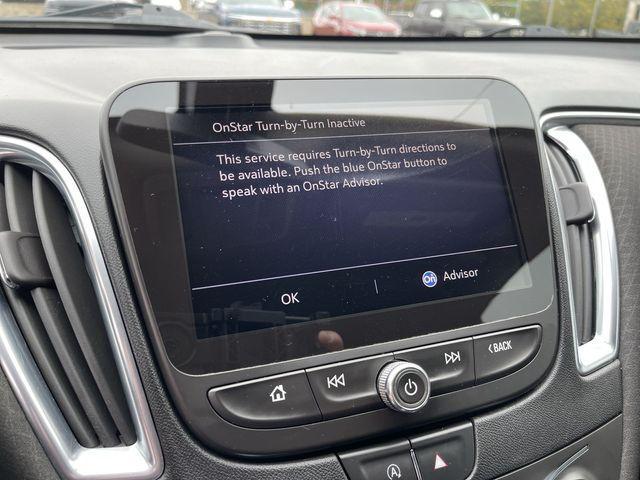 OnStar Turn-by-Turn Inactive
This service requires Turn-by-Turn directions to
be available. Push the blue OnStar button to
speak with an OnStar Advisor.
OK
on Advisor
< BACK
A